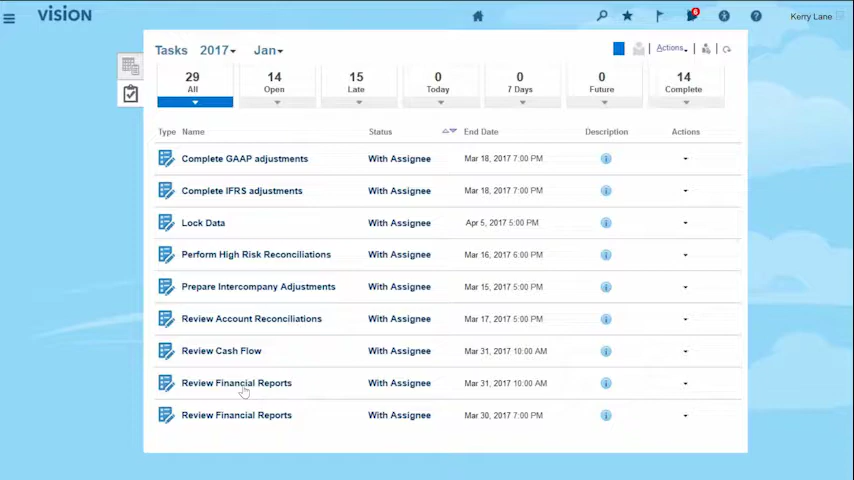 VISION
6
Kerry Lane
Tasks 2017 Jan
Actions
29 14 15 0 0 0 14
All Open Late Today 7 Days Future Complete
Type Name Status End Date Description Actions
Complete GAAP adjustments With Assignee Mar 18, 2017 7:00 PM
Complete IFRS adjustments With Assignee Mar 18, 2017 7:00 PM
Lock Data With Assignee Apr 5, 2017 5:00 PM
Perform High Risk Reconciliations With Assignee Mar 16, 2017 6:00 PM
Prepare Intercompany Adjustments With Assignee Mar 15, 2017 5:00 PM
Review Account Reconciliations With Assignee Mar 17, 2017 5:00 PM
Review Cash Flow With Assignee Mar 31, 2017 10:00 AM
Review Financial Reports With Assignee Mar 31, 2017 10:00 AM
Review Financial Reports With Assignee Mar 30, 2017 7:00 PM